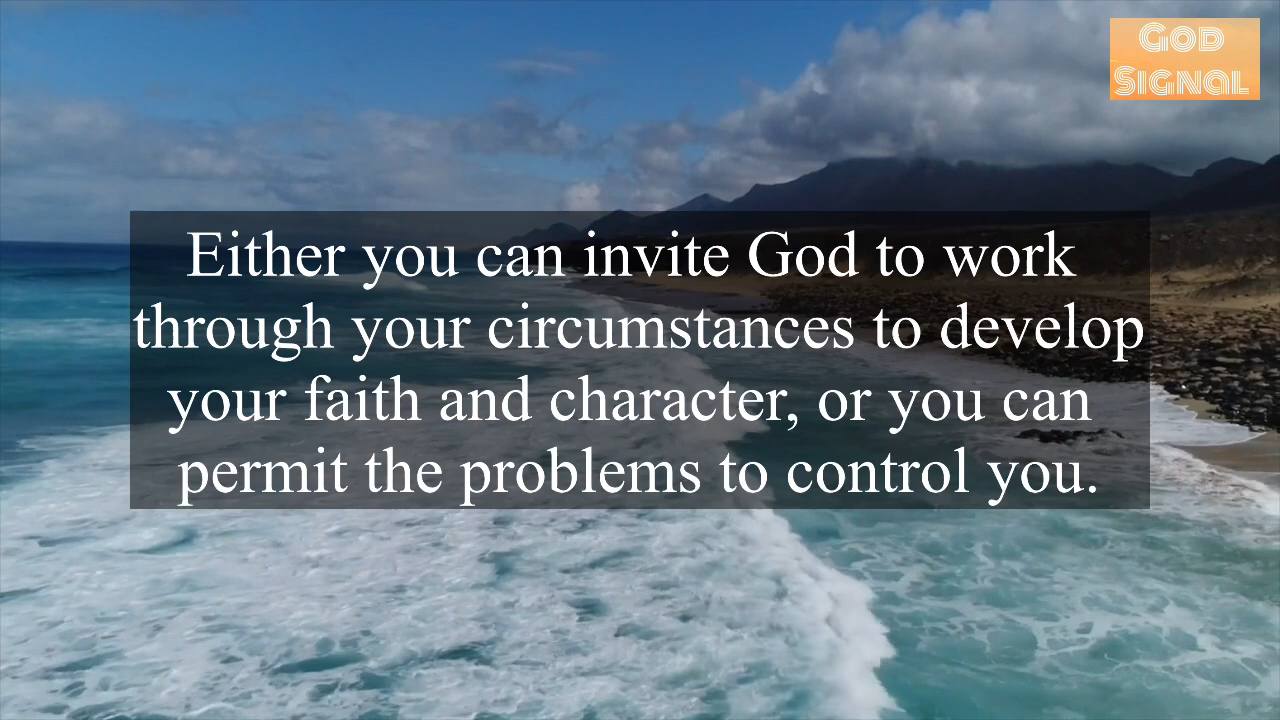 God
Signal
Either you can invite God to work
through your circumstances to develop
your faith and character, or you can
permit the problems to control you.